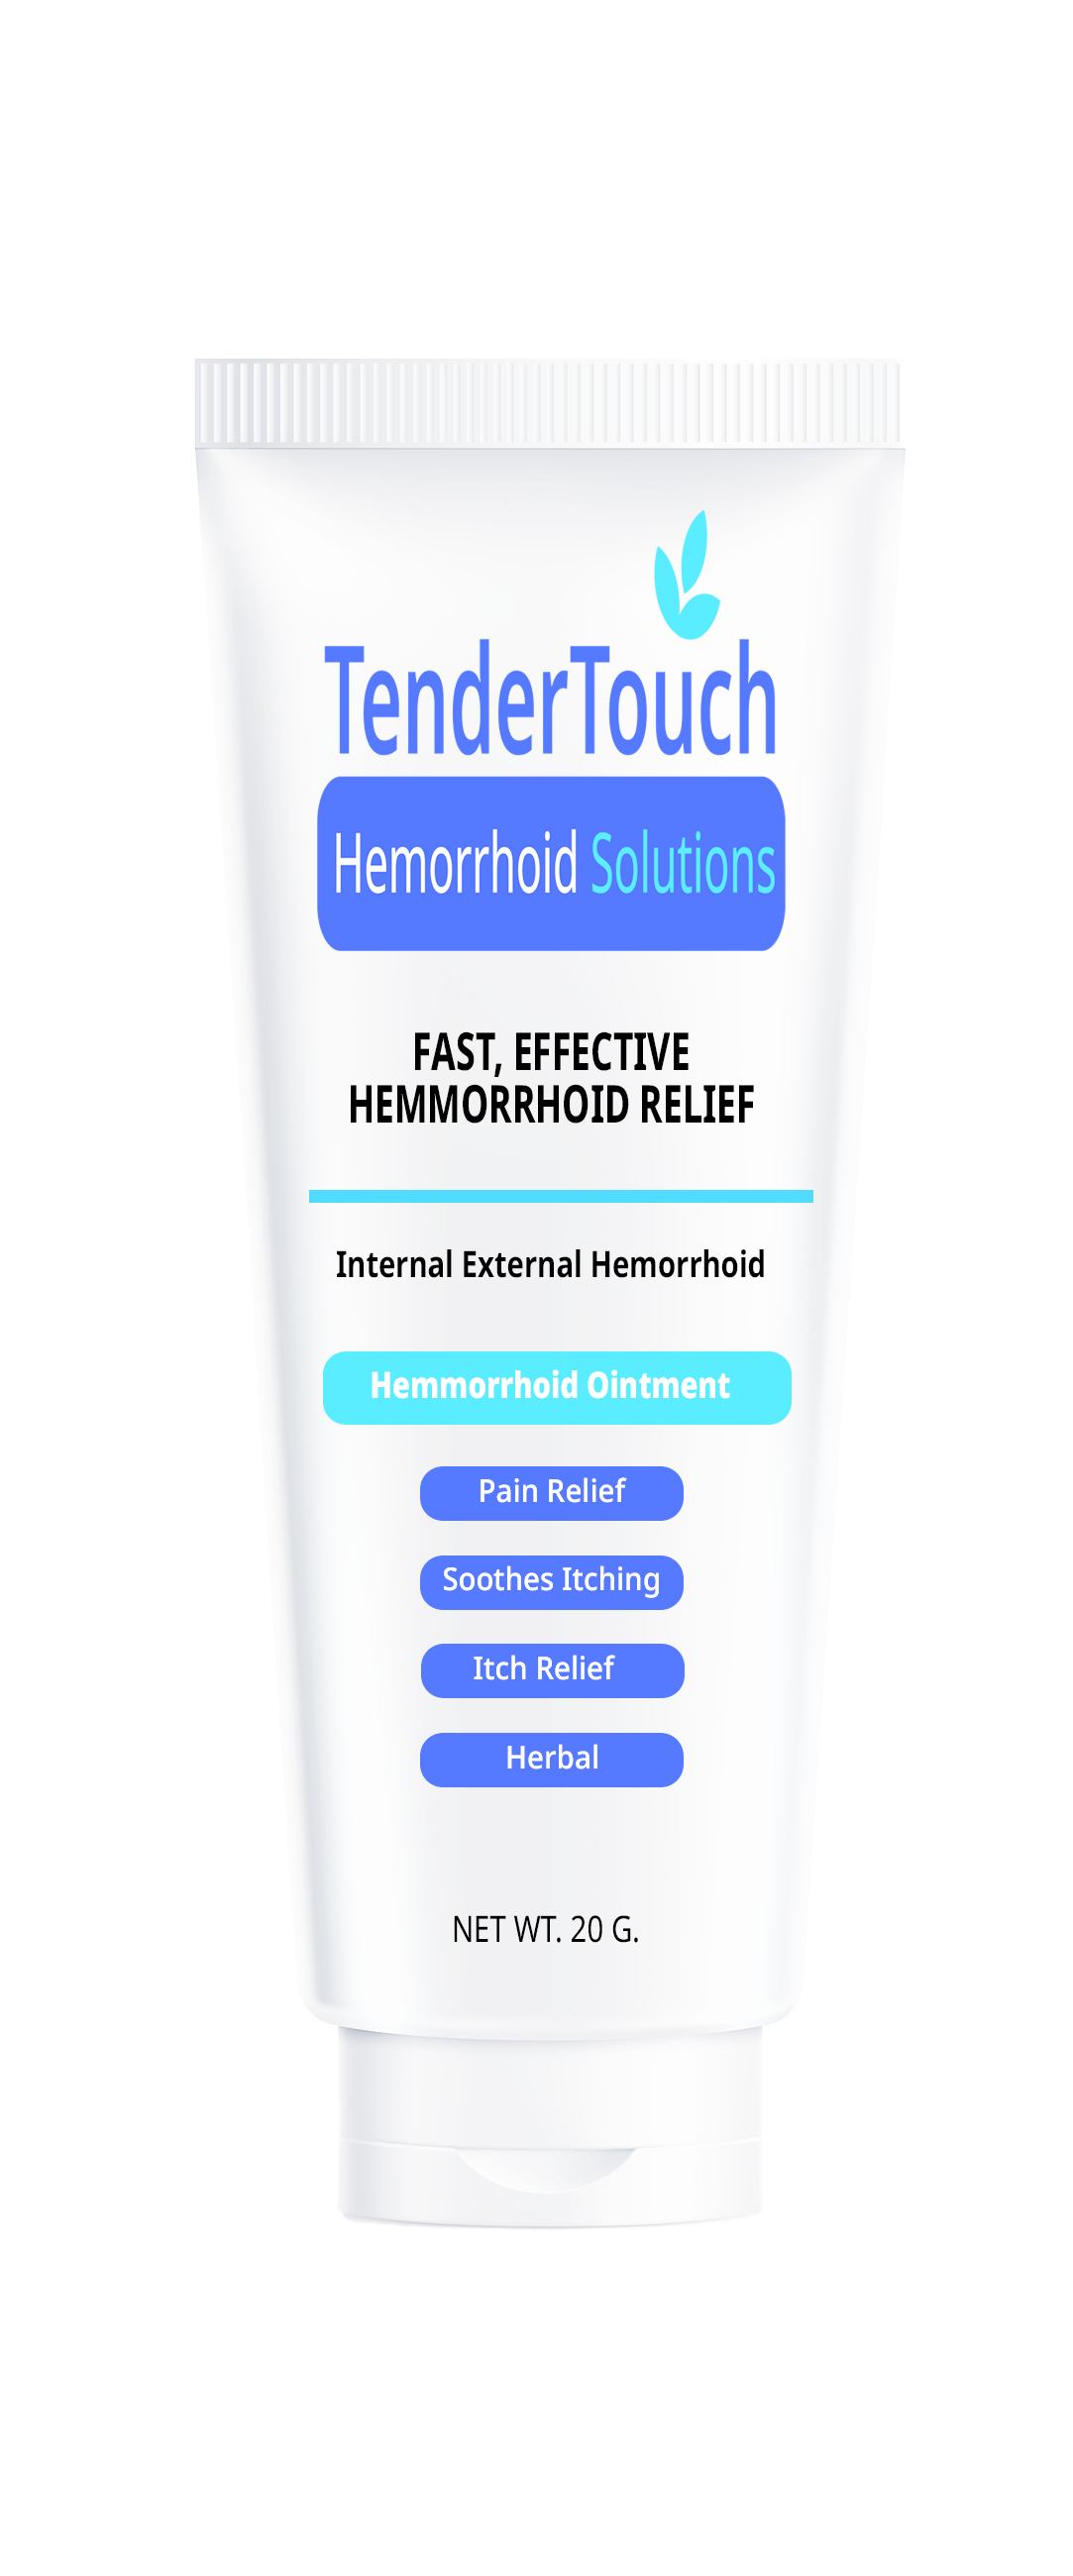 TenderTouch
Hemorrhoid Solutions
FAST, EFFECTIVE
HEMMORRHOID RELIEF
Internal External Hemorrhoid
Hemmorrhoid Ointment
Pain Relief
Soothes Itching
Itch Relief
Herbal
NET WT. 20 G.